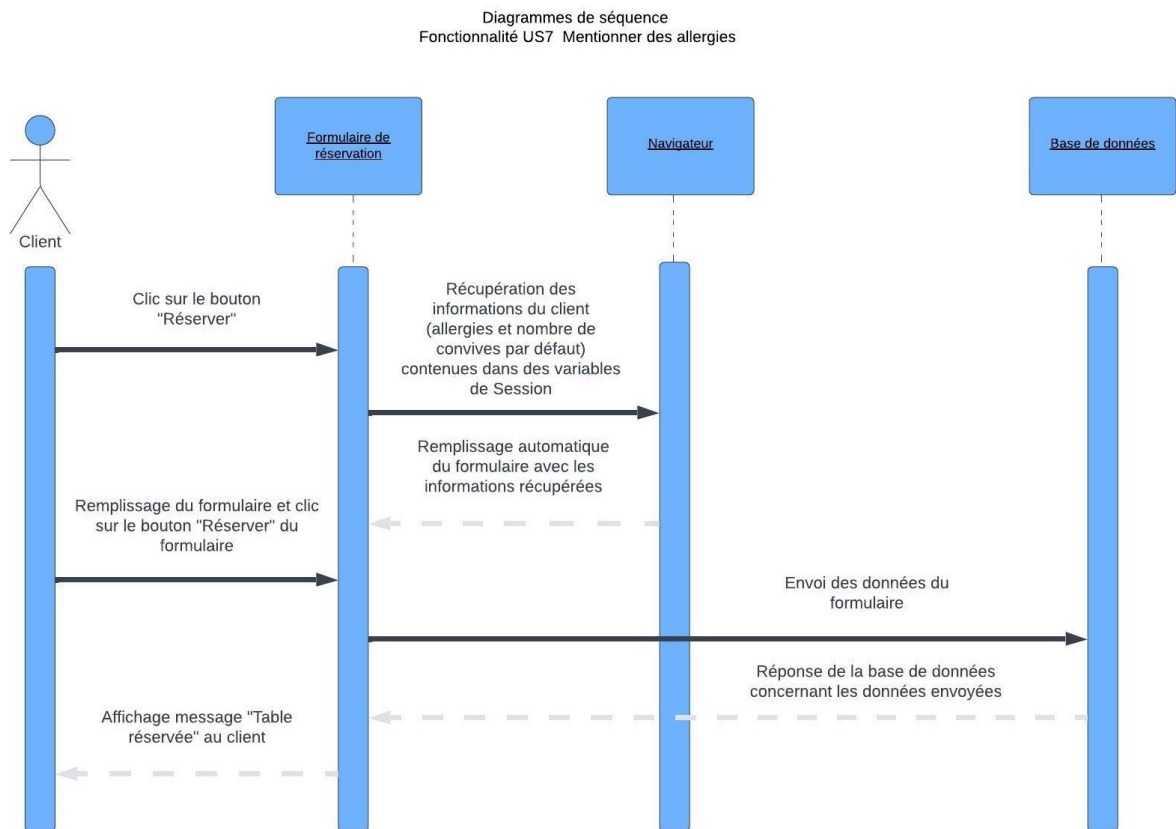 Diagrammes de séquence
Fonctionnalité US7 Mentionner des allergies
Formulaire de
réservation
Navigateur
Base de données
Client
Clic sur le bouton
"Réserver"
Récupération des
informations du client
(allergies et nombre de
convives par défaut)
contenues dans des variables
de Session
Remplissage automatique
du formulaire avec les
informations récupérées
Remplissage du formulaire et clic
sur le bouton "Réserver" du
formulaire
Envoi des données du
formulaire
Réponse de la base de données
concernant les données envoyées
Affichage message "Table
réservée" au client